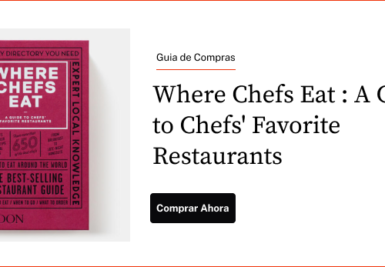 Y DIRECTORY YOU NEED
WHERE
CHEFS
EAT
A GUIDE TO CHEFS'
FAVORITE RESTAURANTS
EXPERT LOCAL KNOWLEDGE
650
TO EAT AROUND THE WORLD
E BEST-SELLING
STAURANT GUIDE
DON
Guia de Compras
Where Chefs Eat : A G
to Chefs' Favorite
Restaurants
Comprar Ahora